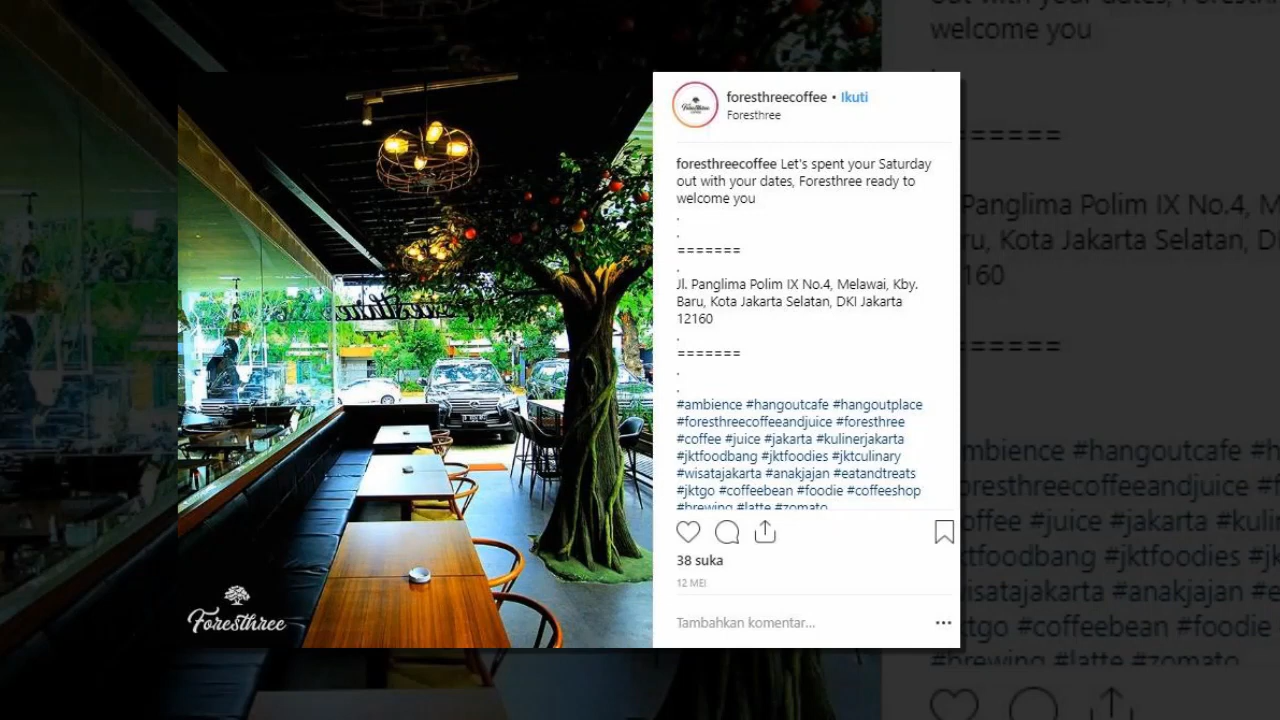 foresthreecoffee • Ikuti
Foresthree
foresthreecoffee Let's spent your Saturday
out with your dates, Foresthree ready to
welcome you
.
.
=======
.
Jl. Panglima Polim IX No.4, Melawai, Kby.
Baru, Kota Jakarta Selatan, DKI Jakarta
12160
.
=======
.
.
#ambience #hangoutcafe #hangoutplace
#foresthreecoffeeandjuice #foresthree
#coffee #juice #jakarta #kulinerjakarta
#jktfoodbang #jktfoodies #jktculinary
#wisatajakarta #anakjajan #eatandtreats
#jktgo #coffeebean #foodie #coffeeshop
#brewing #latte #zomato
38 suka
12 MEI
Tambahkan komentar...
Foresthree